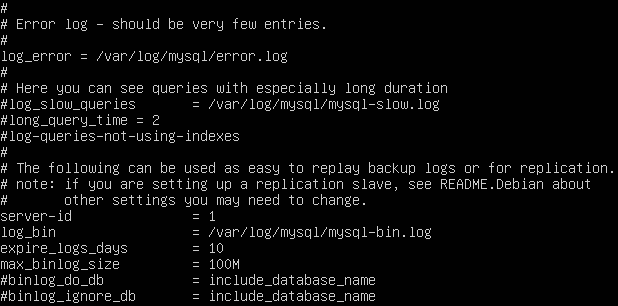 #
# Error log - should be very few entries.
#
log_error = /var/log/mysql/error.log
#
# Here you can see queries with especially long duration
#log_slow_queries       = /var/log/mysql/mysql-slow.log
#long_query_time = 2
#log-queries-not-using-indexes
#
# The following can be used as easy to replay backup logs or for replication.
# note: if you are setting up a replication slave, see README.Debian about
#       other settings you may need to change.
server-id               = 1
log_bin                 = /var/log/mysql/mysql-bin.log
expire_logs_days        = 10
max_binlog_size         = 100M
#binlog_do_db           = include_database_name
#binlog_ignore_db       = include_database_name